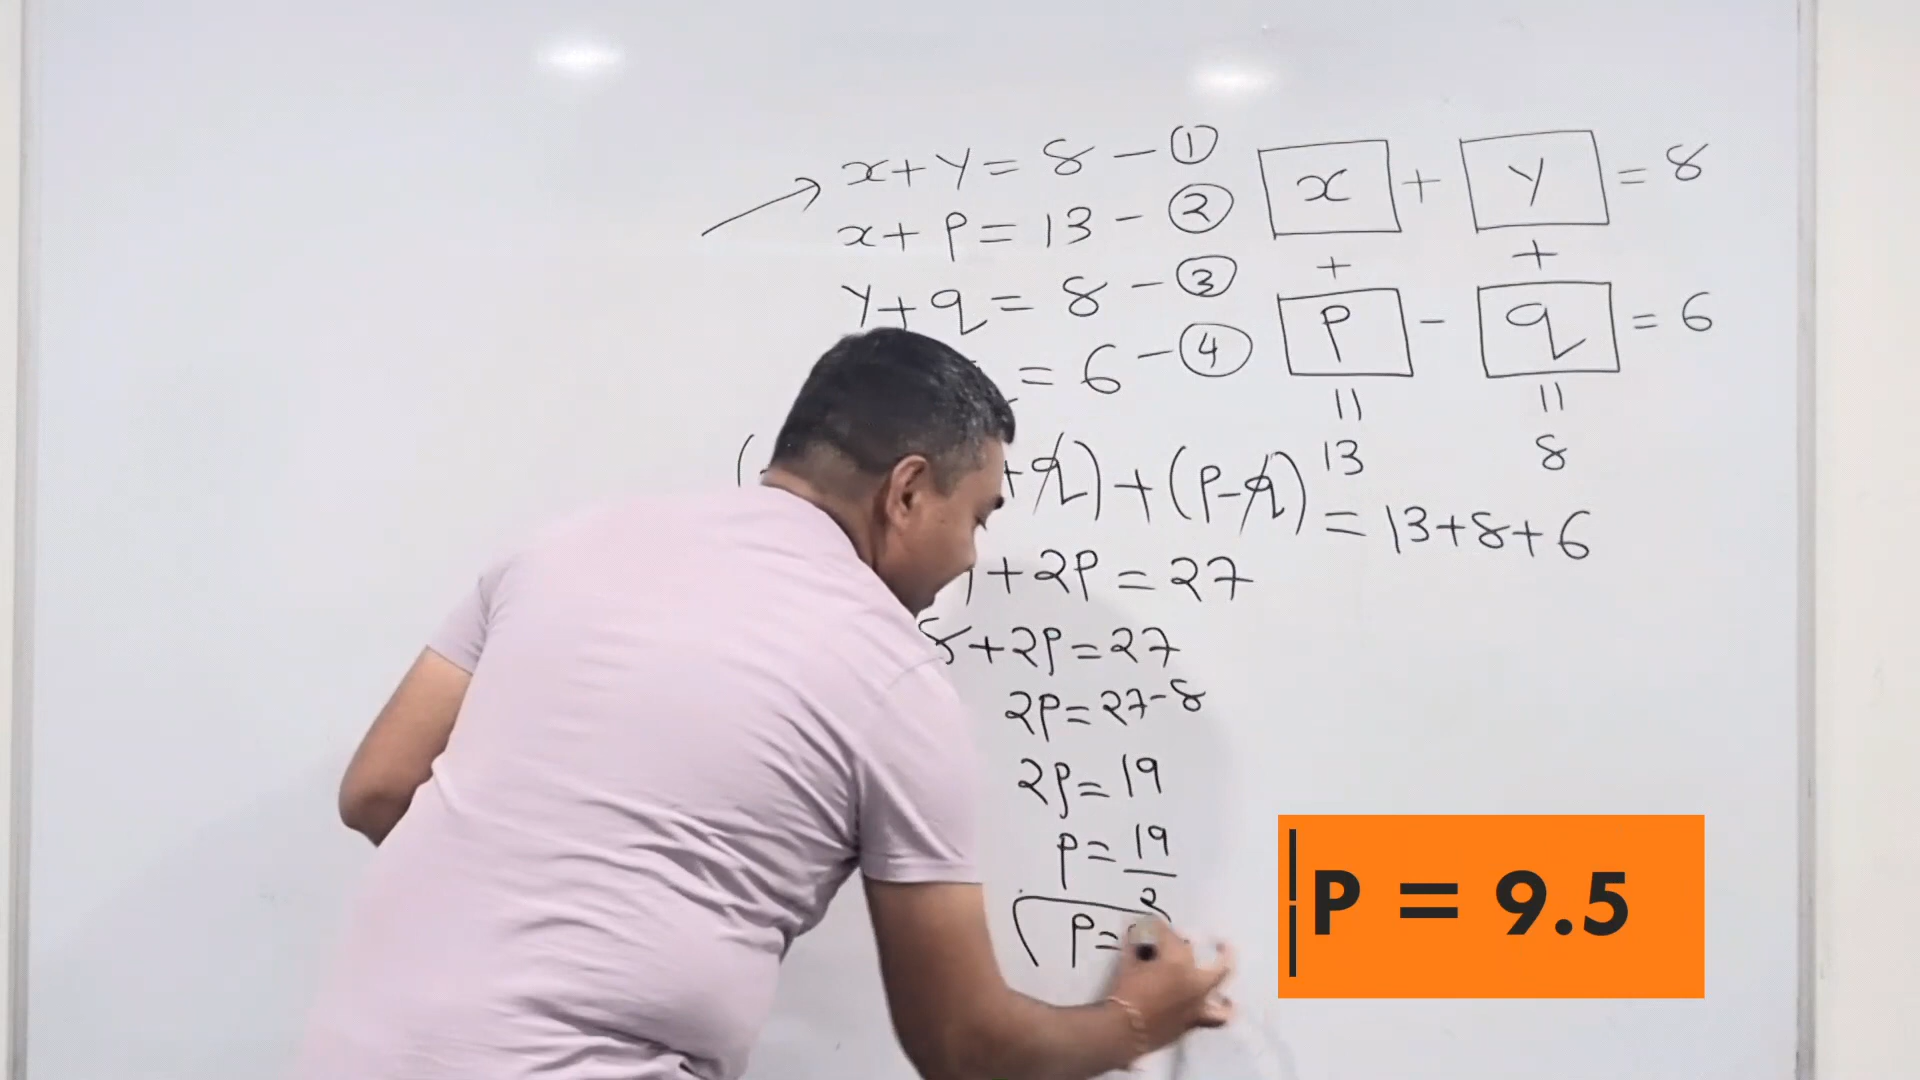 x+y=8-①
x+p=13-②
y+q=8-③
=6-④
x + y = 8
+ +
p - q = 6
= =
13 8
+q)+(p-q)=13+8+6
+2p=27
8+2p=27
2p=27-8
2p=19
p=19/2
p=
P = 9.5